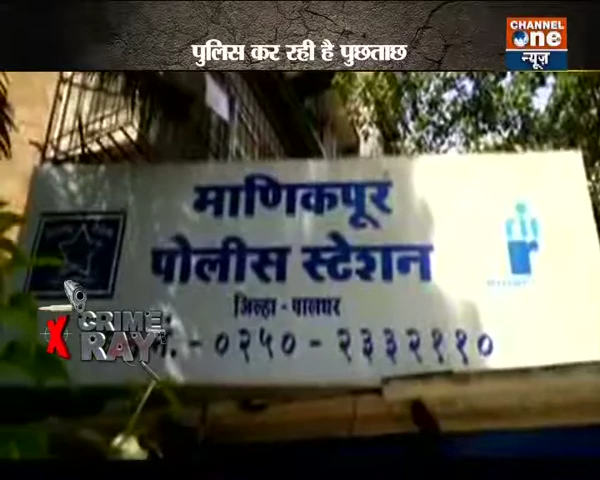 पुलिस कर रही है पुछताछ
CHANNEL
one
न्यूज़
माणिकपूर
पोलीस स्टेशन
जिल्हा - पालघर
- ०२५० - २३३२११०
CRIME
X RAY